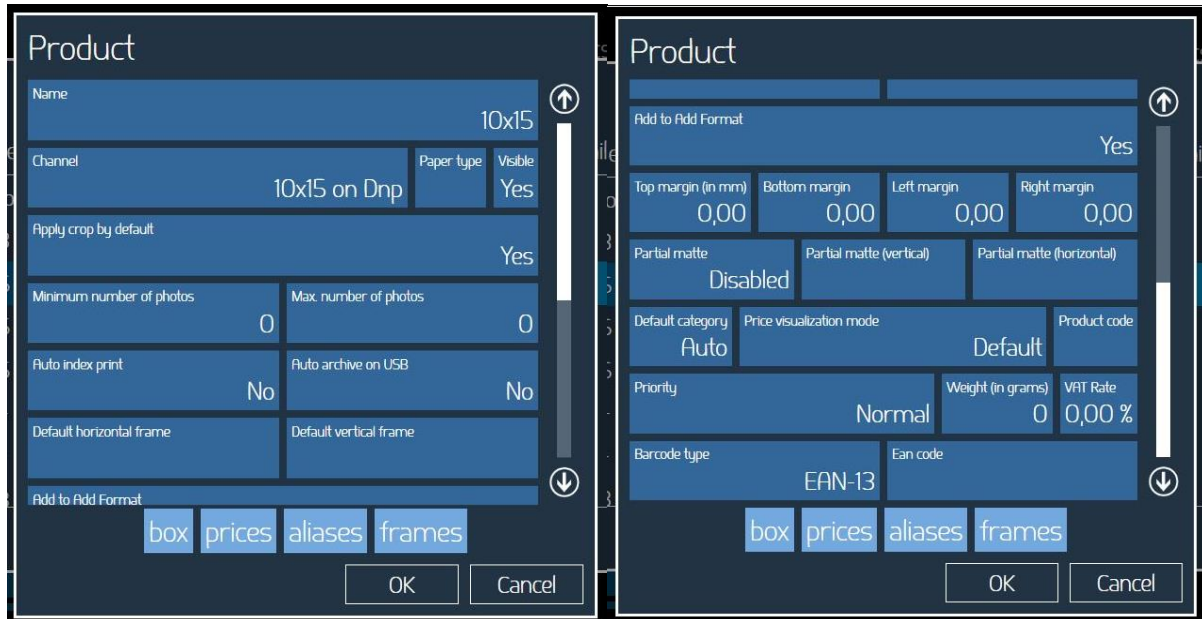 Product
Name
10x15
Channel
10x15 on Dnp
Paper type
Visible
Yes
Apply crop by default
Yes
Minimum number of photos
0
Max. number of photos
0
Auto index print
No
Auto archive on USB
No
Default horizontal frame
Default vertical frame
Add to Add Format
box prices aliases frames
OK Cancel
Product
Add to Add Format
Yes
Top margin (in mm)
0,00
Bottom margin
0,00
Left margin
0,00
Right margin
0,00
Partial matte
Disabled
Partial matte (vertical)
Partial matte (horizontal)
Default category
Auto
Price visualization mode
Default
Product code
Priority
Normal
Weight (in grams)
0
VAT Rate
0,00 %
Barcode type
EAN-13
Ean code
box prices aliases frames
OK Cancel